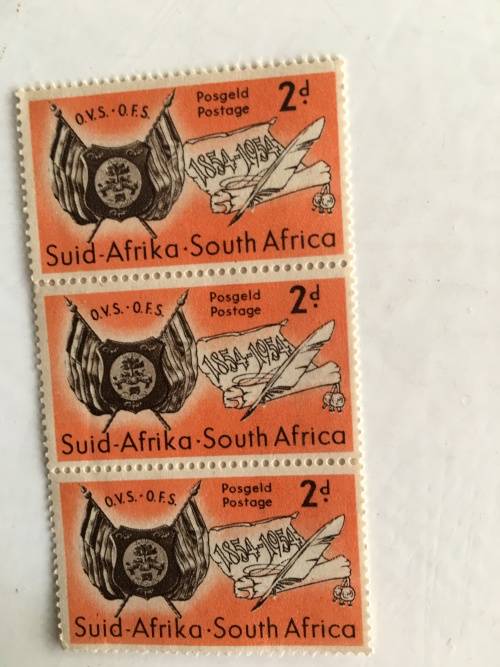 O.V.S. · O.F.S.
Posgeld
Postage
2d
1854-1954
Suid-Afrika · South Africa
O.V.S. · O.F.S.
Posgeld
Postage
2d
1854-1954
Suid-Afrika · South Africa
O.V.S. · O.F.S.
Posgeld
Postage
2d
1854-1954
Suid-Afrika · South Africa